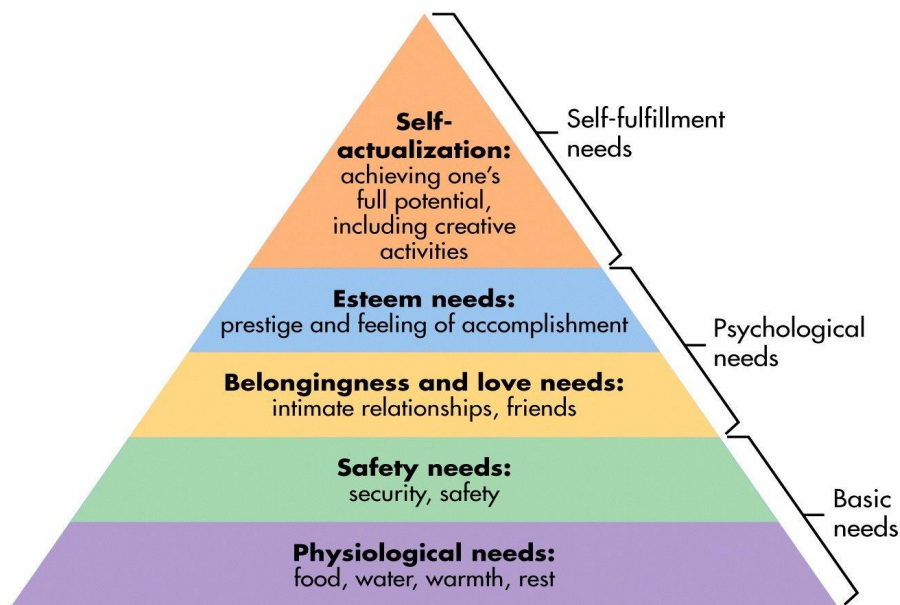 Self-
actualization:
achieving one's
full potential,
including creative
activities
Self-fulfillment
needs
Esteem needs:
prestige and feeling of accomplishment
Psychological
needs
Belongingness and love needs:
intimate relationships, friends
Safety needs:
security, safety
Basic
needs
Physiological needs:
food, water, warmth, rest